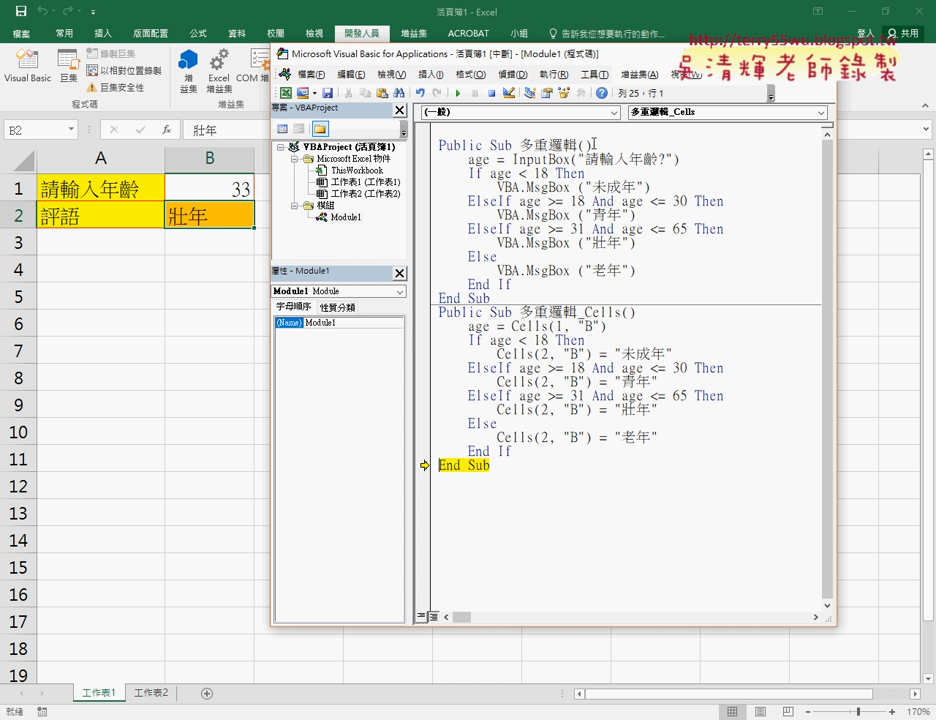 活頁簿1 - Excel
檔案 常用 插入 版面配置 公式 資料 校閱 檢視 開發人員 增益集 ACROBAT 小組 告訴我您想要執行的動作... 登入 共用
http://terry55wu.blogspot.tw
吳清輝老師錄製
Visual Basic 巨集 錄製巨集 以相對位置錄製 巨集安全性 增益集 Excel 增益集 COM 增
程式碼 增益集
B2 fx 壯年
A B
1 請輸入年齡 33
2 評語 壯年
3
4
5
6
7
8
9
10
11
12
13
14
15
16
17
18
19
Microsoft Visual Basic for Applications - 活頁簿1 [中斷] - [Module1 (程式碼)]
檔案(F) 編輯(E) 檢視(V) 插入(I) 格式(O) 偵錯(D) 執行(R) 工具(T) 增益集(A) 視窗(W)
列 25，行 1
專案 - VBAProject
VBAProject (活頁簿1)
Microsoft Excel 物件
ThisWorkbook
工作表1 (工作表1)
工作表2 (工作表2)
模組
Module1
屬性 - Module1
Module1 Module
字母順序 性質分類
(Name) Module1
(一般) 多重邏輯_Cells
Public Sub 多重邏輯()
age = InputBox("請輸入年齡?")
If age < 18 Then
VBA.MsgBox ("未成年")
ElseIf age >= 18 And age <= 30 Then
VBA.MsgBox ("青年")
ElseIf age >= 31 And age <= 65 Then
VBA.MsgBox ("壯年")
Else
VBA.MsgBox ("老年")
End If
End Sub
Public Sub 多重邏輯_Cells()
age = Cells(1, "B")
If age < 18 Then
Cells(2, "B") = "未成年"
ElseIf age >= 18 And age <= 30 Then
Cells(2, "B") = "青年"
ElseIf age >= 31 And age <= 65 Then
Cells(2, "B") = "壯年"
Else
Cells(2, "B") = "老年"
End If
End Sub
工作表1 工作表2
就緒 170%